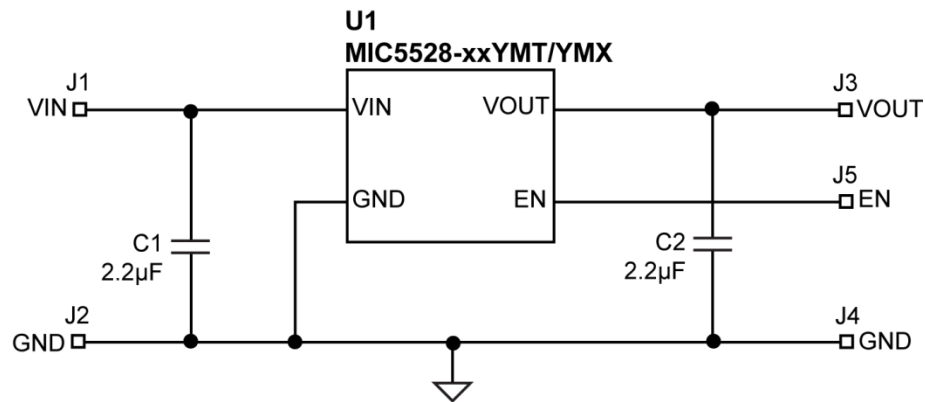 U1
MIC5528-xxYMT/YMX
J1
VIN
VIN
VOUT
J3
VOUT
GND
EN
J5
EN
C1
2.2µF
C2
2.2µF
J2
GND
J4
GND